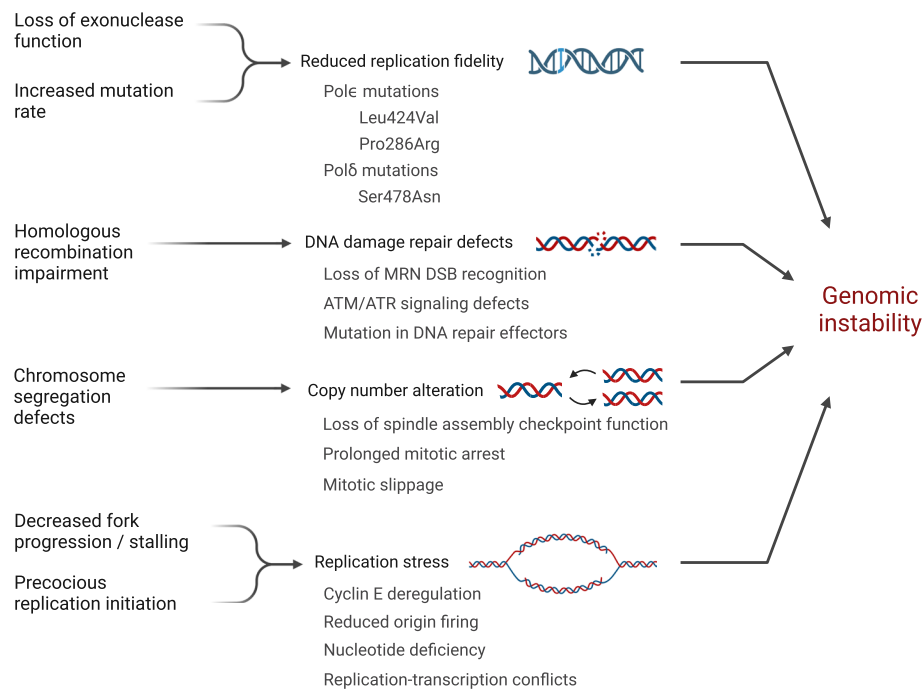 Loss of exonuclease
function
Increased mutation
rate
Reduced replication fidelity
Polϵ mutations
Leu424Val
Pro286Arg
Polδ mutations
Ser478Asn
Homologous
recombination
impairment
DNA damage repair defects
Loss of MRN DSB recognition
ATM/ATR signaling defects
Mutation in DNA repair effectors
Chromosome
segregation
defects
Copy number alteration
Loss of spindle assembly checkpoint function
Prolonged mitotic arrest
Mitotic slippage
Decreased fork
progression / stalling
Precocious
replication initiation
Replication stress
Cyclin E deregulation
Reduced origin firing
Nucleotide deficiency
Replication-transcription conflicts
Genomic
instability